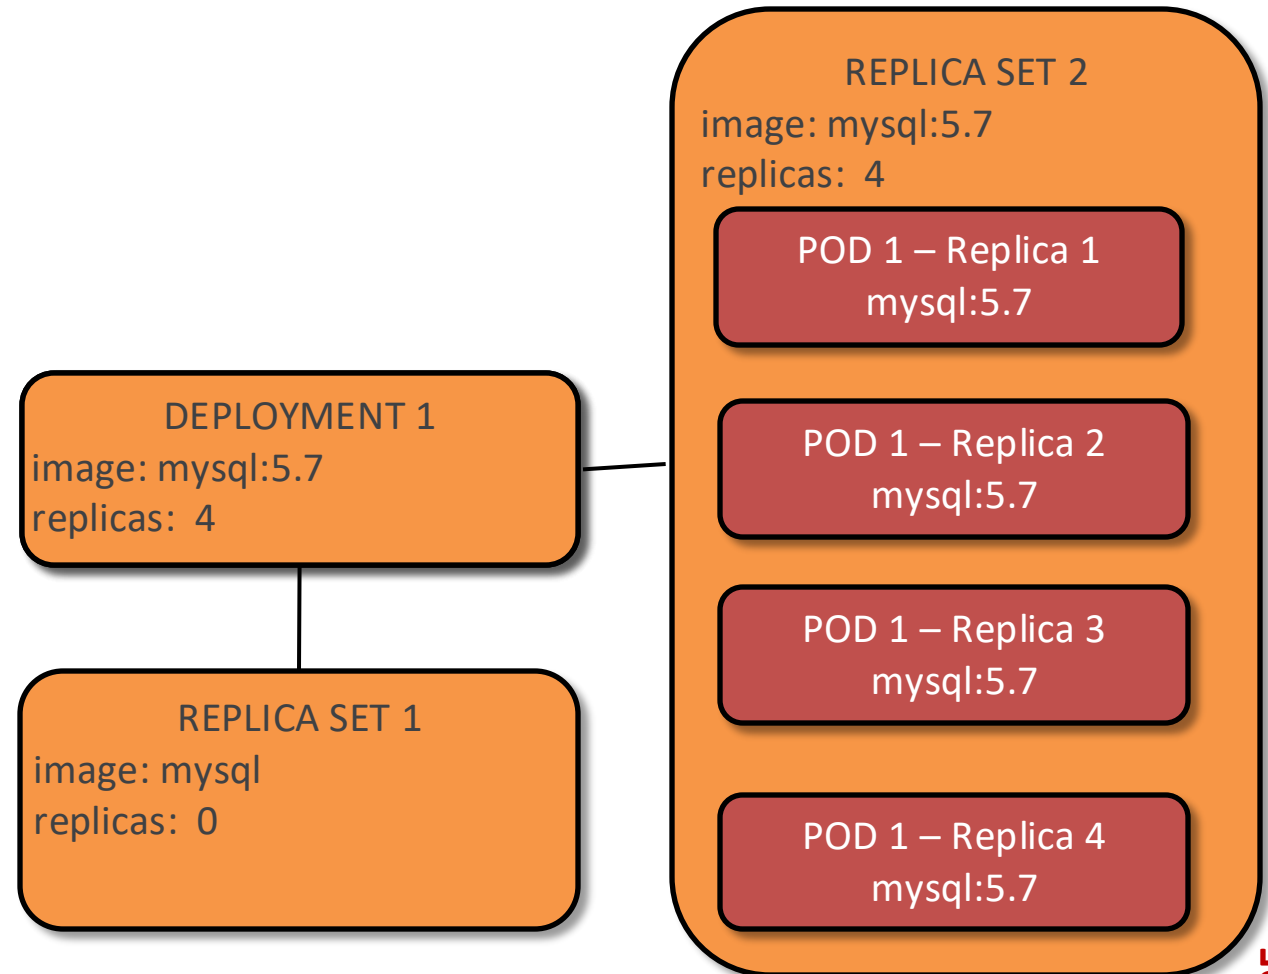 REPLICA SET 2
image: mysql:5.7
replicas: 4
POD 1 – Replica 1
mysql:5.7
POD 1 – Replica 2
mysql:5.7
POD 1 – Replica 3
mysql:5.7
POD 1 – Replica 4
mysql:5.7
DEPLOYMENT 1
image: mysql:5.7
replicas: 4
REPLICA SET 1
image: mysql
replicas: 0